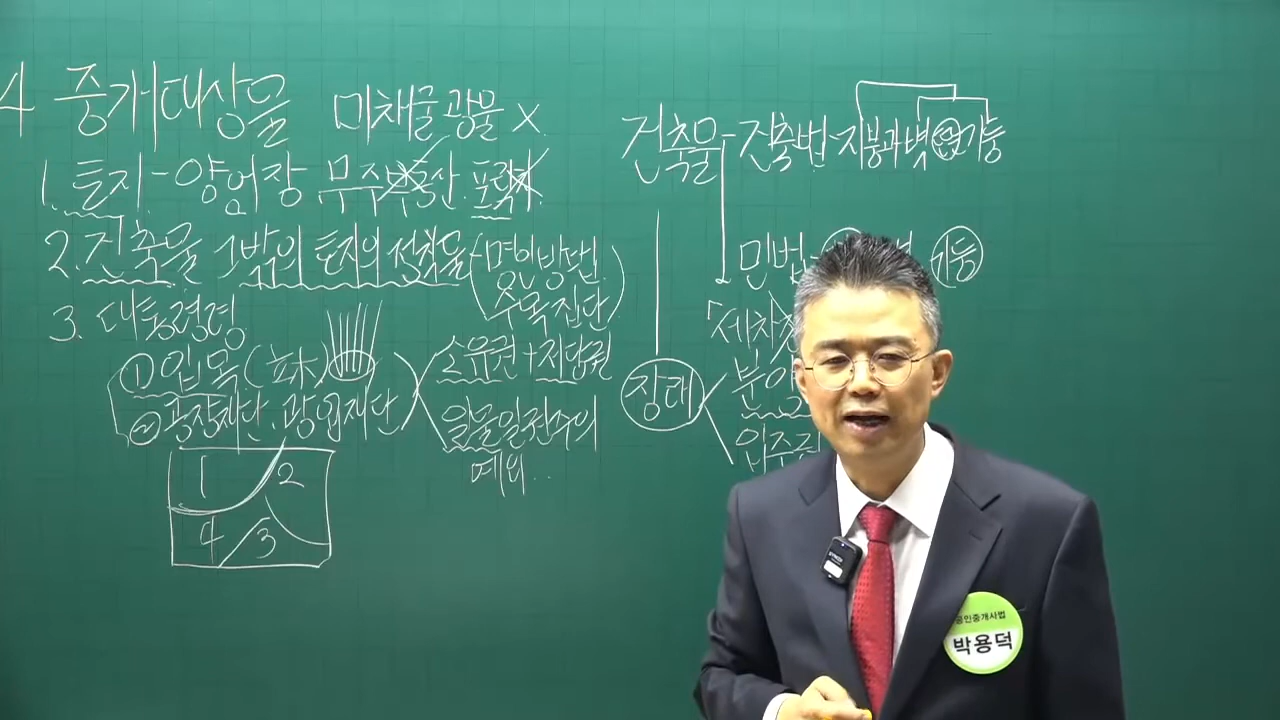 4 중개대상물
미채굴광물 ×
1. 토지 - 양어장 무주부동산. 포락지
2. 건축물 그밖의 토지의 정착물 (명인방법
수목집단)
3. 대통령령
① 입목(立木)
② 공장재단. 광업재단
소유권 + 저당권
일물일권주의
예외..
1 2
4 3
건축물 - 건축법 - 지붕과 벽 기둥
민법 기둥
「세차장
장래
분양
입주권
공인중개사법
박용덕